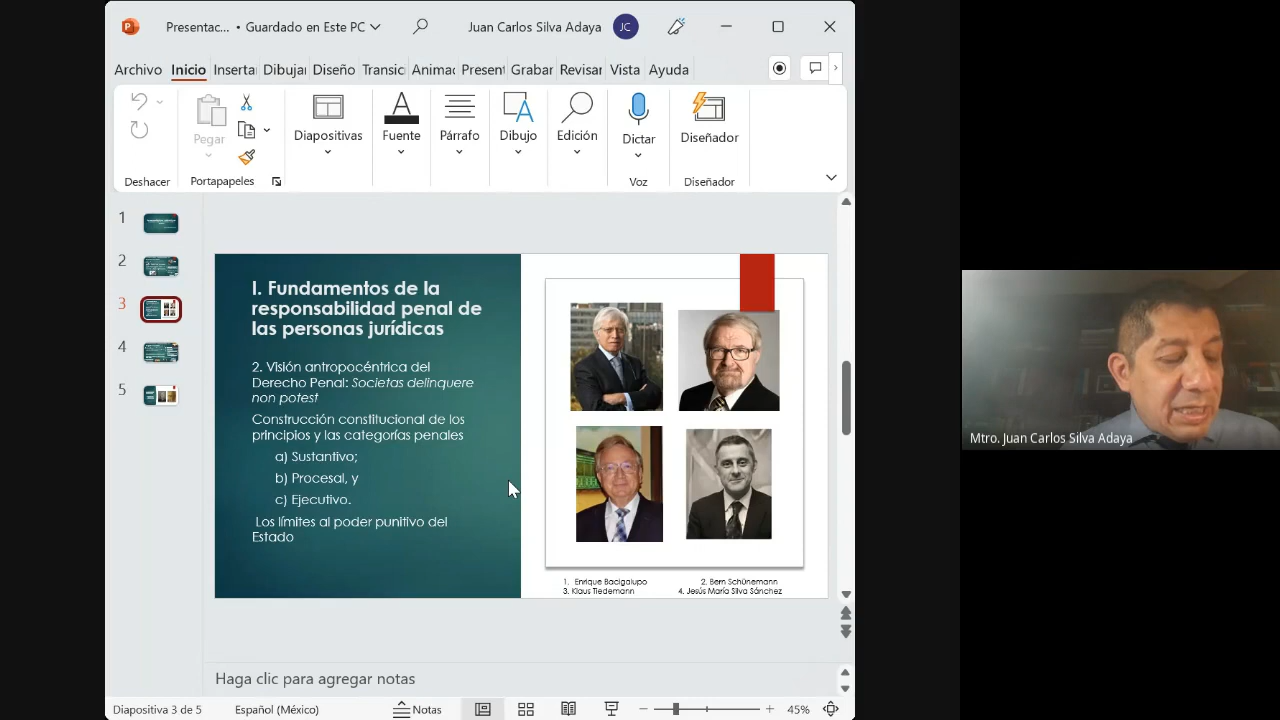 Presentac... • Guardado en Este PC
Juan Carlos Silva Adaya
JC
Archivo Inicio Inserta Dibujar Diseño Transic Animac Present Grabar Revisar Vista Ayuda
Pegar
Diapositivas
Fuente
Párrafo
Dibujo
Edición
Dictar
Diseñador
Deshacer
Portapapeles
Voz
Diseñador
1
2
3
4
5
I. Fundamentos de la
responsabilidad penal de
las personas jurídicas
2. Visión antropocéntrica del
Derecho Penal: Societas delinquere
non potest
Construcción constitucional de los
principios y las categorías penales
a) Sustantivo;
b) Procesal, y
c) Ejecutivo.
Los límites al poder punitivo del
Estado
1. Enrique Bacigalupo 2. Bern Schünemann
3. Klaus Tiedemann 4. Jesús María Silva Sánchez
Mtro. Juan Carlos Silva Adaya
Haga clic para agregar notas
Diapositiva 3 de 5 Español (México) Notas 45%